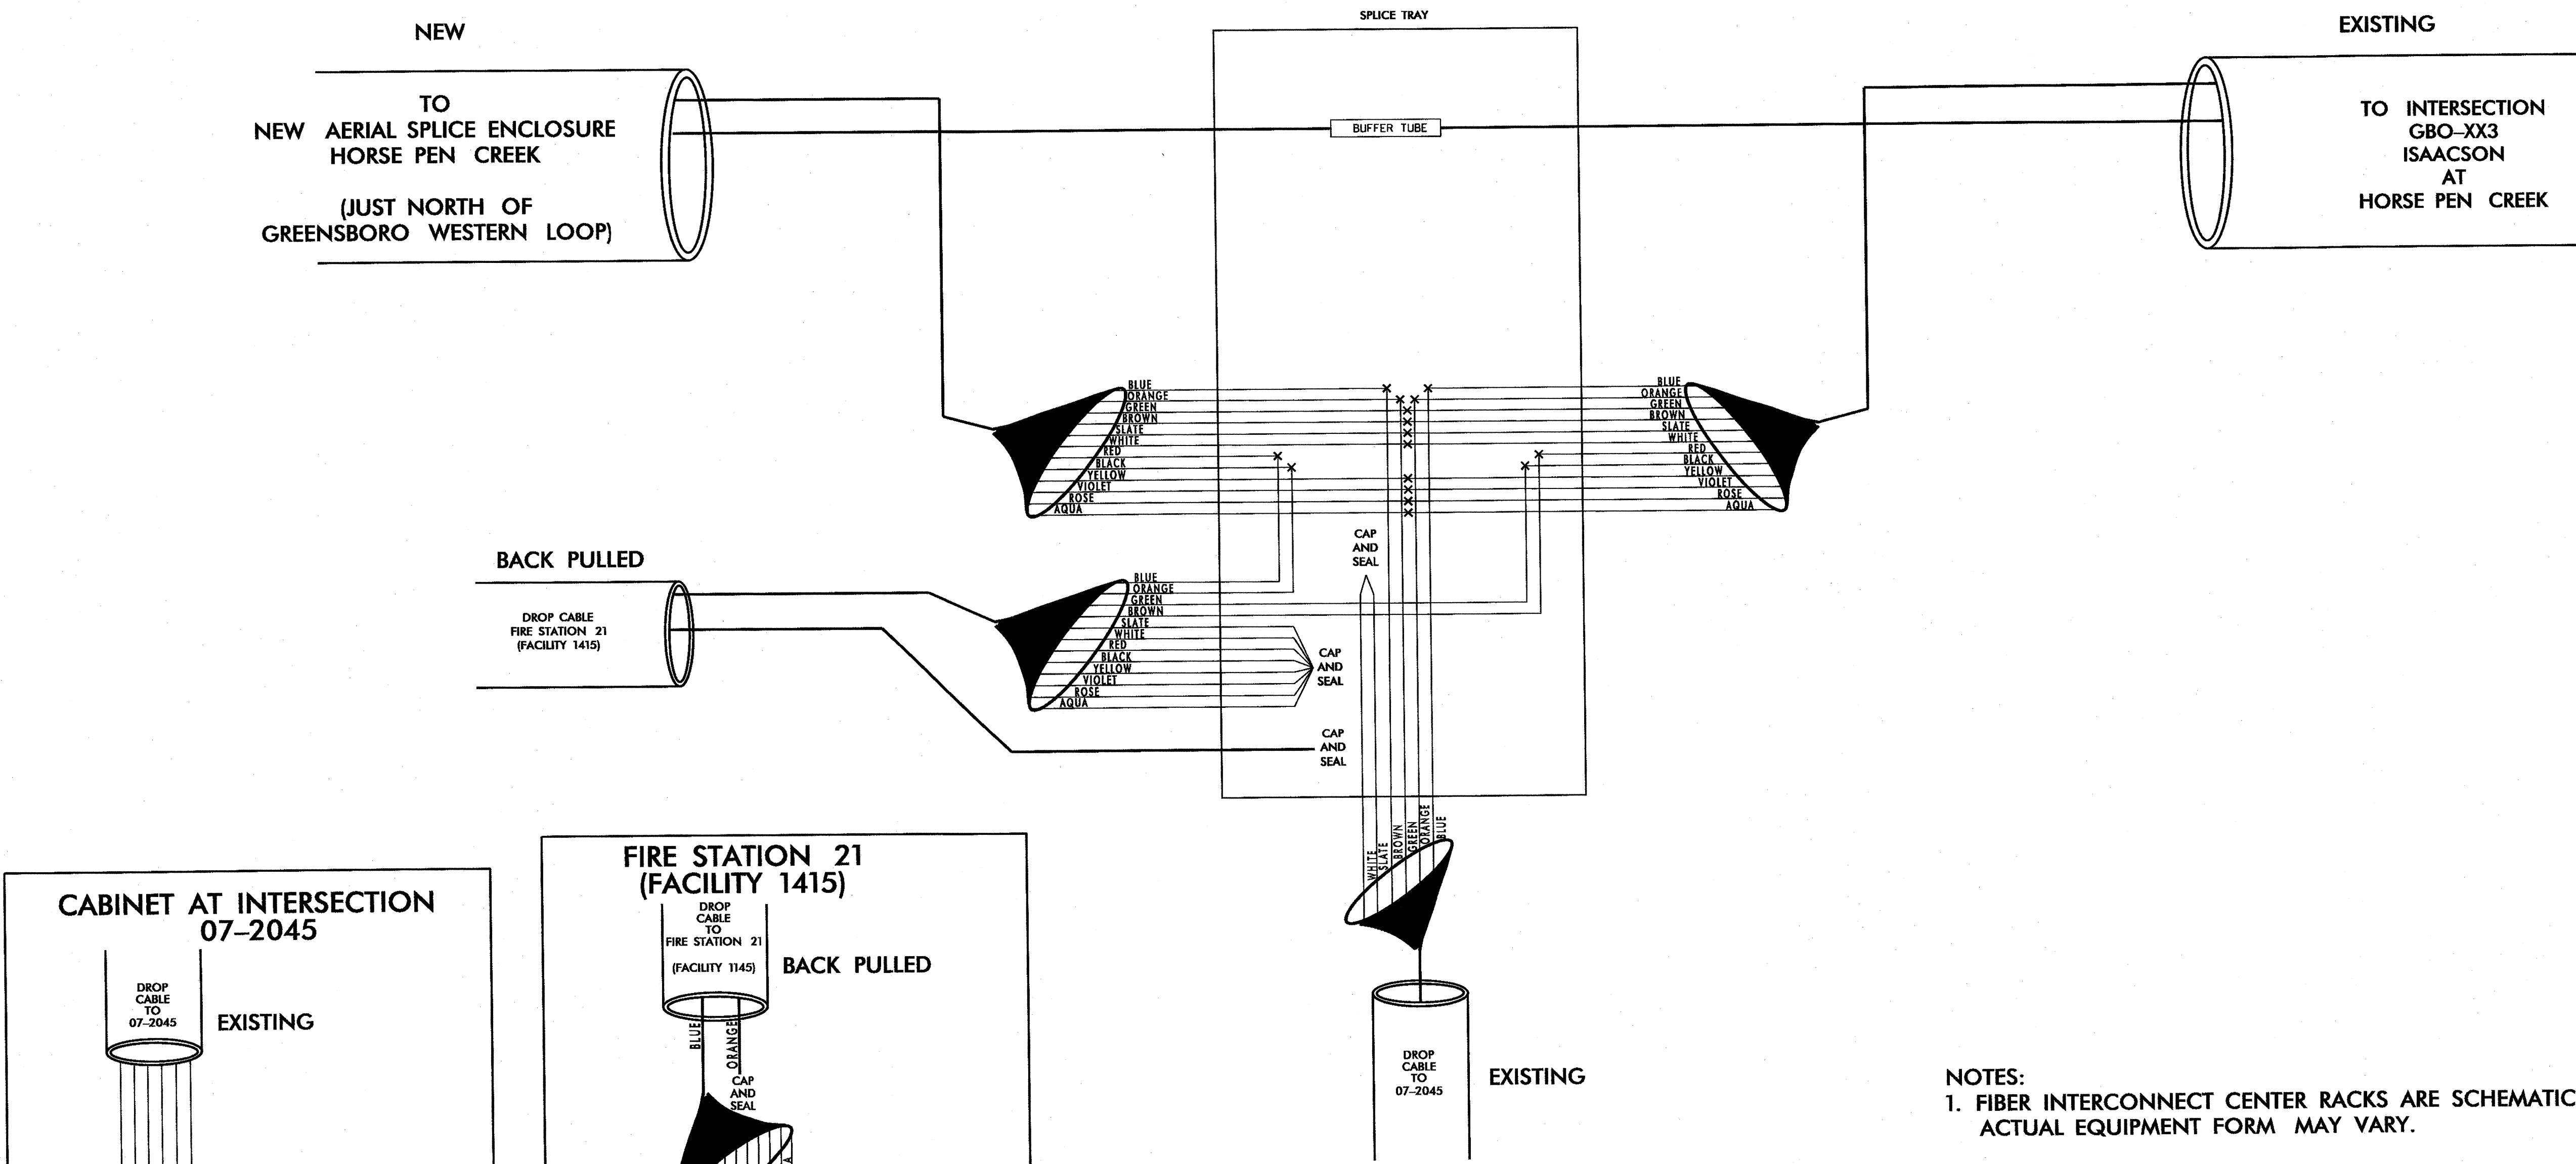 SPLICE TRAY
NEW
EXISTING
TO
NEW AERIAL SPLICE ENCLOSURE
HORSE PEN CREEK
(JUST NORTH OF
GREENSBORO WESTERN LOOP)
BUFFER TUBE
TO INTERSECTION
GBO-XX3
ISAACSON
AT
HORSE PEN CREEK
BLUE
ORANGE
GREEN
BROWN
SLATE
WHITE
RED
BLACK
YELLOW
VIOLET
ROSE
AQUA
BLUE
ORANGE
GREEN
BROWN
SLATE
WHITE
RED
BLACK
YELLOW
VIOLET
ROSE
AQUA
CAP
AND
SEAL
BACK PULLED
DROP CABLE
FIRE STATION 21
(FACILITY 1415)
BLUE
ORANGE
GREEN
BROWN
SLATE
WHITE
RED
BLACK
YELLOW
VIOLET
ROSE
AQUA
CAP
AND
SEAL
CAP
AND
SEAL
WHITE
SLATE
BROWN
GREEN
ORANGE
BLUE
DROP
CABLE
TO
07-2045
EXISTING
CABINET AT INTERSECTION
07-2045
DROP
CABLE
TO
07-2045
EXISTING
FIRE STATION 21
(FACILITY 1415)
DROP
CABLE
TO
FIRE STATION 21
(FACILITY 1145)
BACK PULLED
BLUE
ORANGE
CAP
AND
SEAL
NOTES:
1. FIBER INTERCONNECT CENTER RACKS ARE SCHEMATIC
ACTUAL EQUIPMENT FORM MAY VARY.